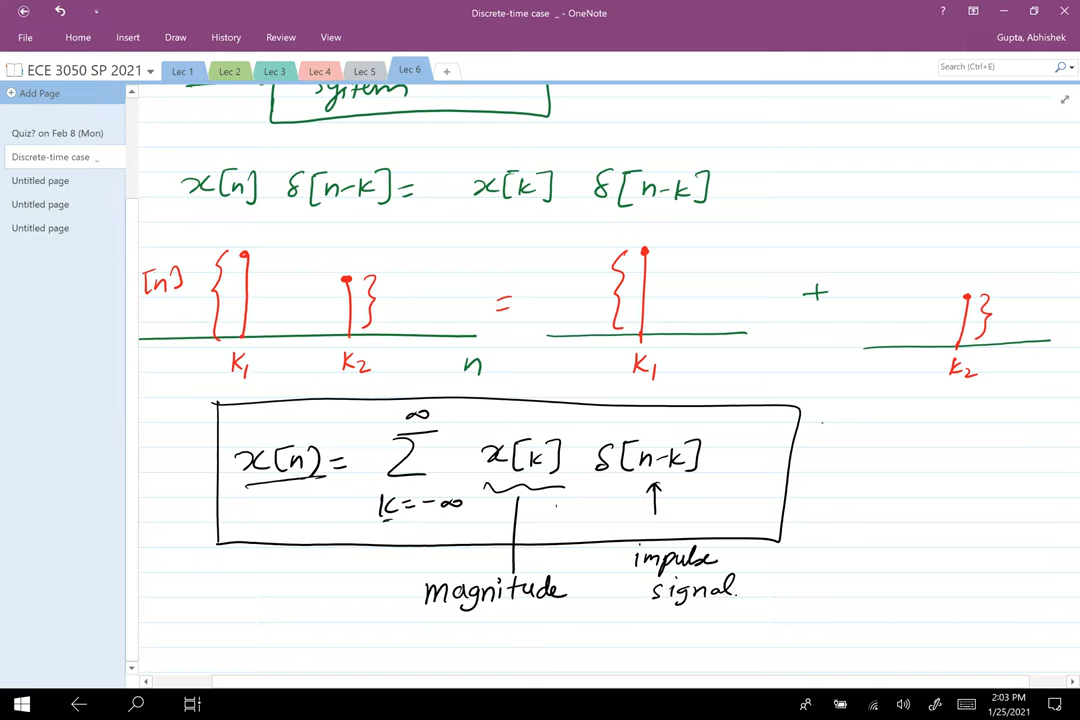 Discrete-time case _ - OneNote
?
File Home Insert Draw History Review View
Gupta, Abhishek
ECE 3050 SP 2021
Lec 1 Lec 2 Lec 3 Lec 4 Lec 5 Lec 6 +
Search (Ctrl+E)
Add Page
Quiz? on Feb 8 (Mon)
Discrete-time case _
Untitled page
Untitled page
Untitled page
system
x[n] δ[n-k] = x[k] δ[n-k]
[n] { } = { + }
K1 K2 n K1 K2
x[n] = ∑ x[k] δ[n-k]
∞
k=-∞
magnitude
impulse
signal.
2:03 PM
1/25/2021